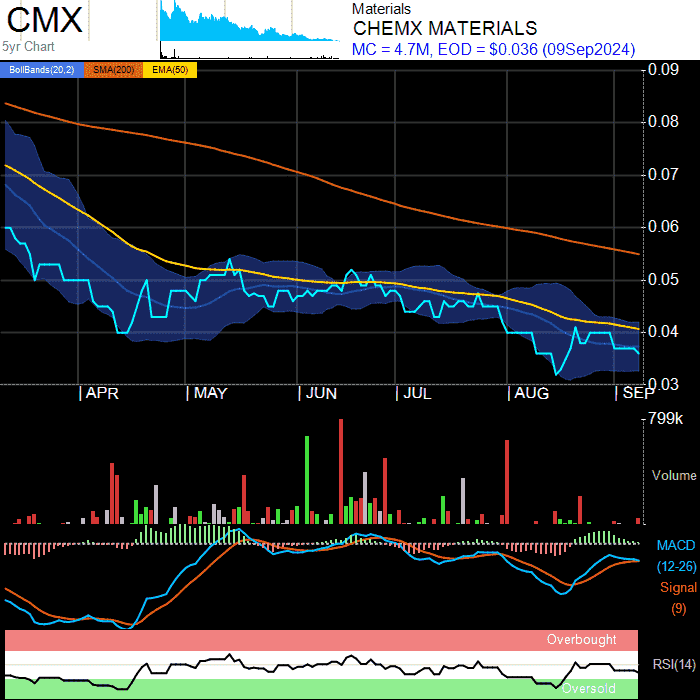 CMX
5yr Chart
Materials
CHEMX MATERIALS
MC = 4.7M, EOD = $0.036 (09Sep2024)
BollBands(20,2) SMA(200) EMA(50)
0.09
0.08
0.07
0.06
0.05
0.04
0.03
APR MAY JUN JUL AUG SEP
799k
Volume
MACD
(12-26)
Signal
(9)
Overbought
RSI(14)
Oversold